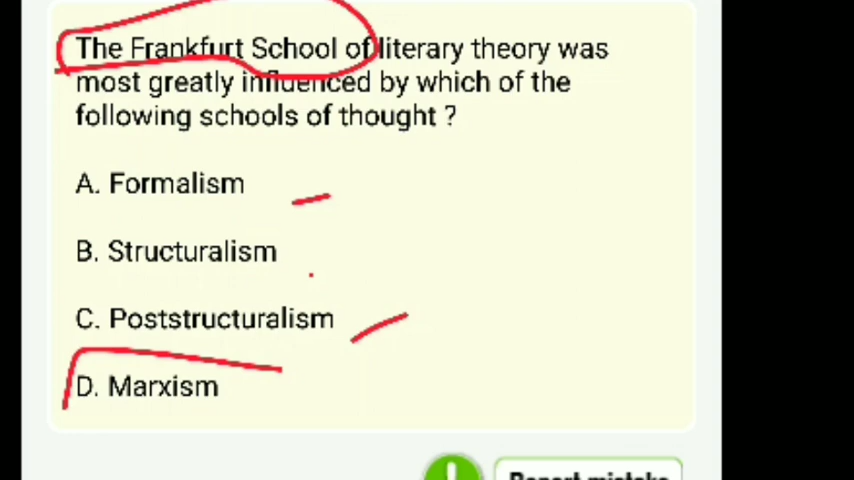 The Frankfurt School of literary theory was
most greatly influenced by which of the
following schools of thought ?
A. Formalism
B. Structuralism
C. Poststructuralism
D. Marxism
Report mistake